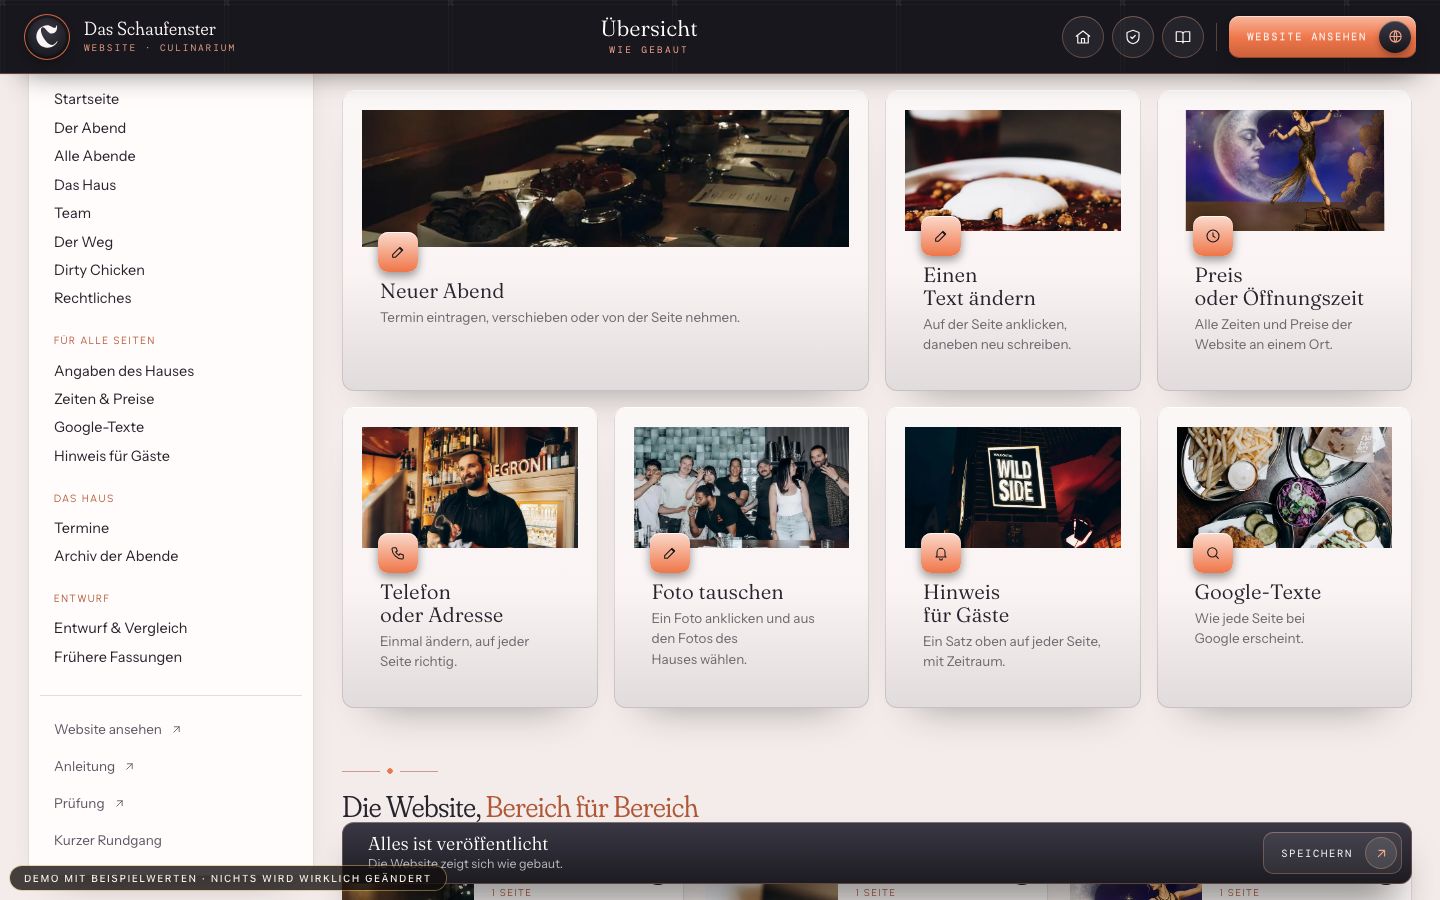 Das Schaufenster
WEBSITE · CULINARIUM
Übersicht
WIE GEBAUT
WEBSITE ANSEHEN
Startseite
Der Abend
Alle Abende
Das Haus
Team
Der Weg
Dirty Chicken
Rechtliches
FÜR ALLE SEITEN
Angaben des Hauses
Zeiten & Preise
Google-Texte
Hinweis für Gäste
DAS HAUS
Termine
Archiv der Abende
ENTWURF
Entwurf & Vergleich
Frühere Fassungen
Website ansehen
Anleitung
Prüfung
Kurzer Rundgang
DEMO MIT BEISPIELWERTEN · NICHTS WIRD WIRKLICH GEÄNDERT
Neuer Abend
Termin eintragen, verschieben oder von der Seite nehmen.
Einen
Text ändern
Auf der Seite anklicken,
daneben neu schreiben.
Preis
oder Öffnungszeit
Alle Zeiten und Preise der
Website an einem Ort.
NEGRONI
Telefon
oder Adresse
Einmal ändern, auf jeder
Seite richtig.
Foto tauschen
Ein Foto anklicken und aus
den Fotos des
Hauses wählen.
WILD
SIDE
Hinweis
für Gäste
Ein Satz oben auf jeder Seite,
mit Zeitraum.
Google-Texte
Wie jede Seite bei
Google erscheint.
Die Website, Bereich für Bereich
Alles ist veröffentlicht
Die Website zeigt sich wie gebaut.
SPEICHERN
1 SEITE
1 SEITE
1 SEITE